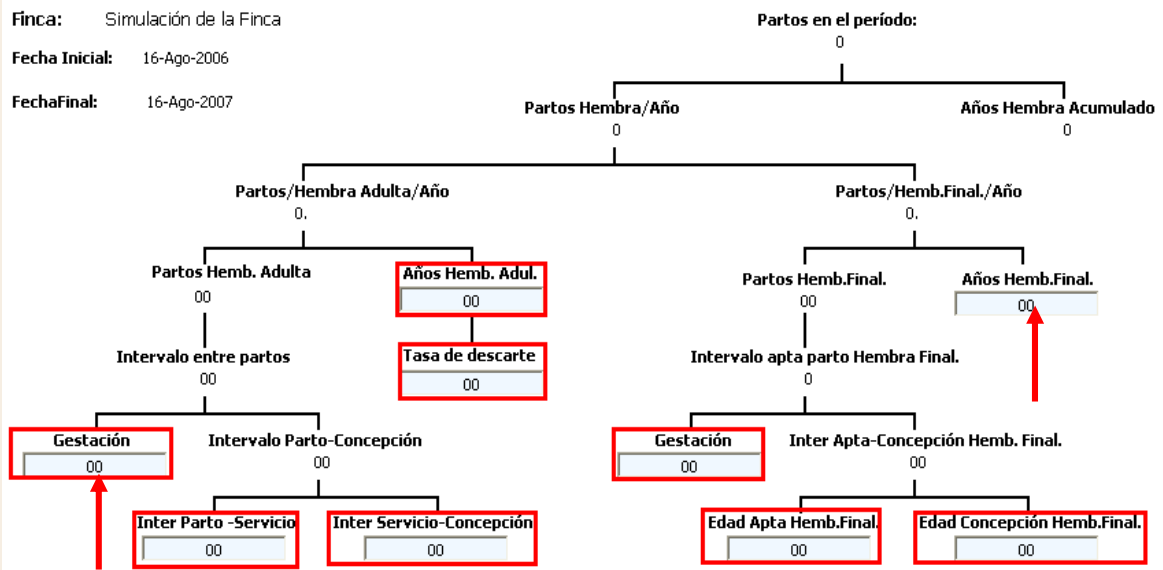 Finca: Simulación de la Finca
Partos en el período:
0
Fecha Inicial: 16-Ago-2006
FechaFinal: 16-Ago-2007
Partos Hembra/Año
0
Años Hembra Acumulado
0
Partos/Hembra Adulta/Año
0.
Partos/Hemb.Final./Año
0.
Partos Hemb. Adulta
00
Años Hemb. Adul.
00
Partos Hemb.Final.
00
Años Hemb.Final.
00
Intervalo entre partos
00
Tasa de descarte
00
Intervalo apta parto Hembra Final.
0
Gestación
00
Intervalo Parto-Concepción
00
Gestación
00
Inter Apta-Concepción Hemb. Final.
00
Inter Parto -Servicio
00
Inter Servicio-Concepción
00
Edad Apta Hemb.Final.
00
Edad Concepción Hemb.Final.
00